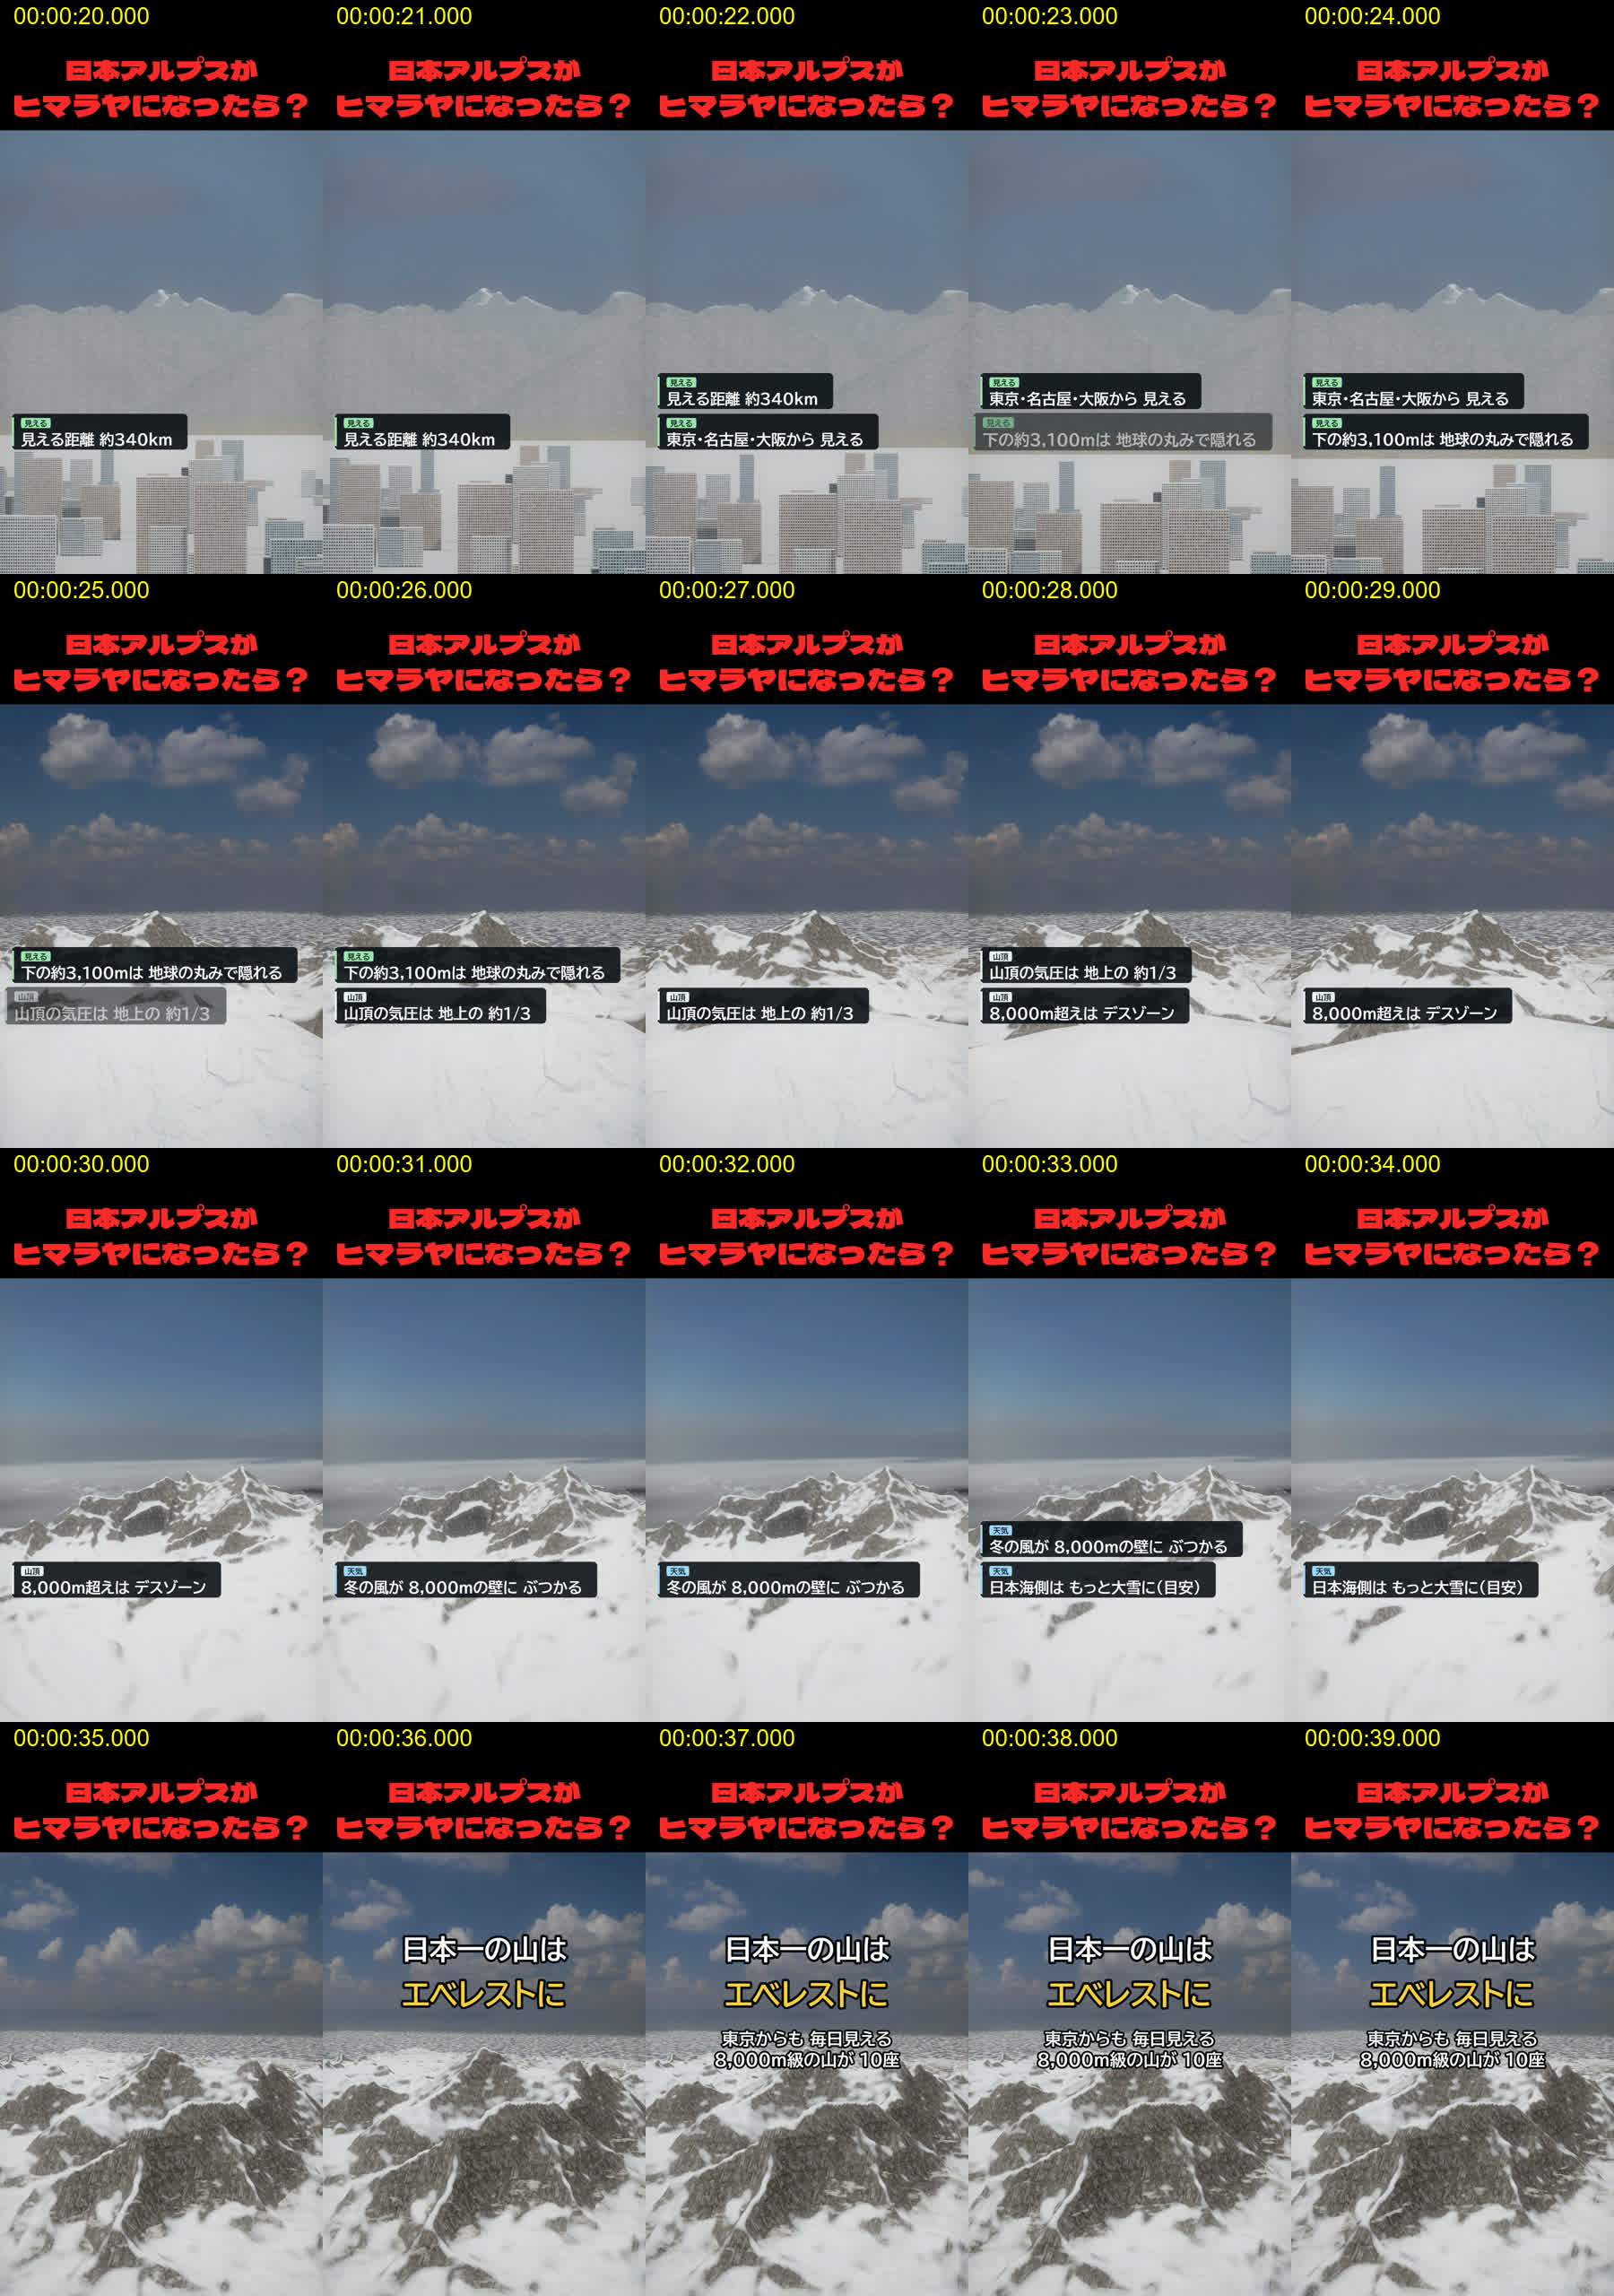 00:00:20.000
日本アルプスが
ヒマラヤになったら？
見える
見える距離 約340km
00:00:21.000
日本アルプスが
ヒマラヤになったら？
見える
見える距離 約340km
00:00:22.000
日本アルプスが
ヒマラヤになったら？
見える
見える距離 約340km
見える
東京・名古屋・大阪から 見える
00:00:23.000
日本アルプスが
ヒマラヤになったら？
見える
東京・名古屋・大阪から 見える
見える
下の約3,100mは 地球の丸みで隠れる
00:00:24.000
日本アルプスが
ヒマラヤになったら？
見える
東京・名古屋・大阪から 見える
見える
下の約3,100mは 地球の丸みで隠れる
00:00:25.000
日本アルプスが
ヒマラヤになったら？
見える
下の約3,100mは 地球の丸みで隠れる
山頂
山頂の気圧は 地上の 約1/3
00:00:26.000
日本アルプスが
ヒマラヤになったら？
見える
下の約3,100mは 地球の丸みで隠れる
山頂
山頂の気圧は 地上の 約1/3
00:00:27.000
日本アルプスが
ヒマラヤになったら？
山頂
山頂の気圧は 地上の 約1/3
00:00:28.000
日本アルプスが
ヒマラヤになったら？
山頂
山頂の気圧は 地上の 約1/3
山頂
8,000m超えは デスゾーン
00:00:29.000
日本アルプスが
ヒマラヤになったら？
山頂
8,000m超えは デスゾーン
00:00:30.000
日本アルプスが
ヒマラヤになったら？
山頂
8,000m超えは デスゾーン
00:00:31.000
日本アルプスが
ヒマラヤになったら？
天気
冬の風が 8,000mの壁に ぶつかる
00:00:32.000
日本アルプスが
ヒマラヤになったら？
天気
冬の風が 8,000mの壁に ぶつかる
00:00:33.000
日本アルプスが
ヒマラヤになったら？
天気
冬の風が 8,000mの壁に ぶつかる
天気
日本海側は もっと大雪に(目安)
00:00:34.000
日本アルプスが
ヒマラヤになったら？
天気
日本海側は もっと大雪に(目安)
00:00:35.000
日本アルプスが
ヒマラヤになったら？
00:00:36.000
日本アルプスが
ヒマラヤになったら？
日本一の山は
エベレストに
00:00:37.000
日本アルプスが
ヒマラヤになったら？
日本一の山は
エベレストに
東京からも 毎日見える
8,000m級の山が 10座
00:00:38.000
日本アルプスが
ヒマラヤになったら？
日本一の山は
エベレストに
東京からも 毎日見える
8,000m級の山が 10座
00:00:39.000
日本アルプスが
ヒマラヤになったら？
日本一の山は
エベレストに
東京からも 毎日見える
8,000m級の山が 10座